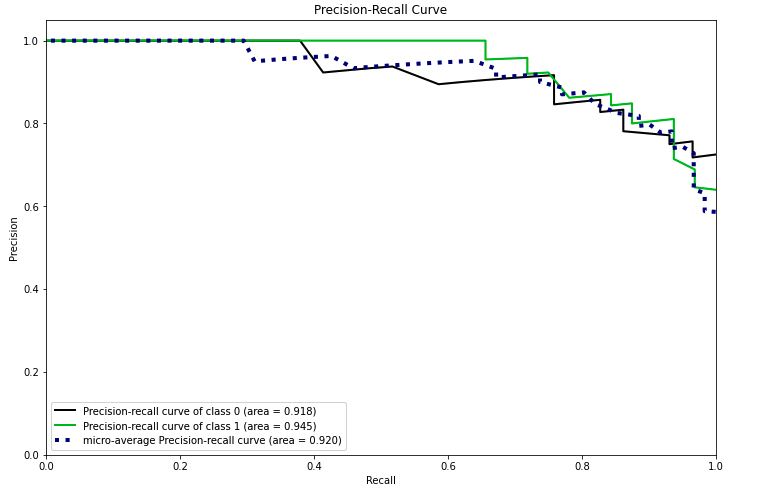 Precision-Recall Curve
1.0
0.8
0.6
0.4
0.2
0.0
Precision
Precision-recall curve of class 0 (area = 0.918)
Precision-recall curve of class 1 (area = 0.945)
micro-average Precision-recall curve (area = 0.920)
0.0 0.2 0.4 0.6 0.8 1.0
Recall